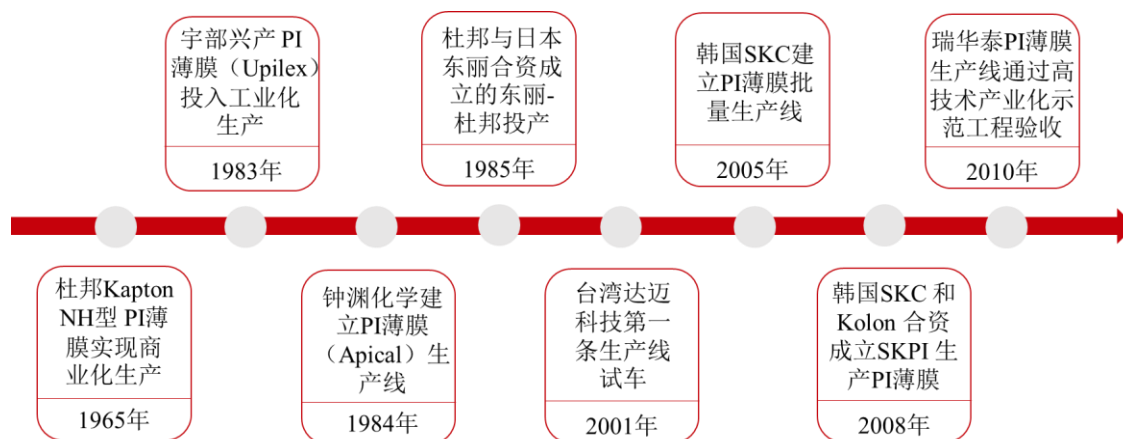 宇部兴产 PI
薄膜（Upilex）
投入工业化
生产
1983年
杜邦与日本
东丽合资成
立的东丽-
杜邦投产
1985年
韩国SKC建
立PI薄膜批
量生产线
2005年
瑞华泰PI薄膜
生产线通过高
技术产业化示
范工程验收
2010年
杜邦Kapton
NH型 PI薄
膜实现商
业化生产
1965年
钟渊化学建
立PI薄膜
（Apical）生
产线
1984年
台湾达迈
科技第一
条生产线
试车
2001年
韩国SKC 和
Kolon 合资
成立SKPI 生
产PI薄膜
2008年